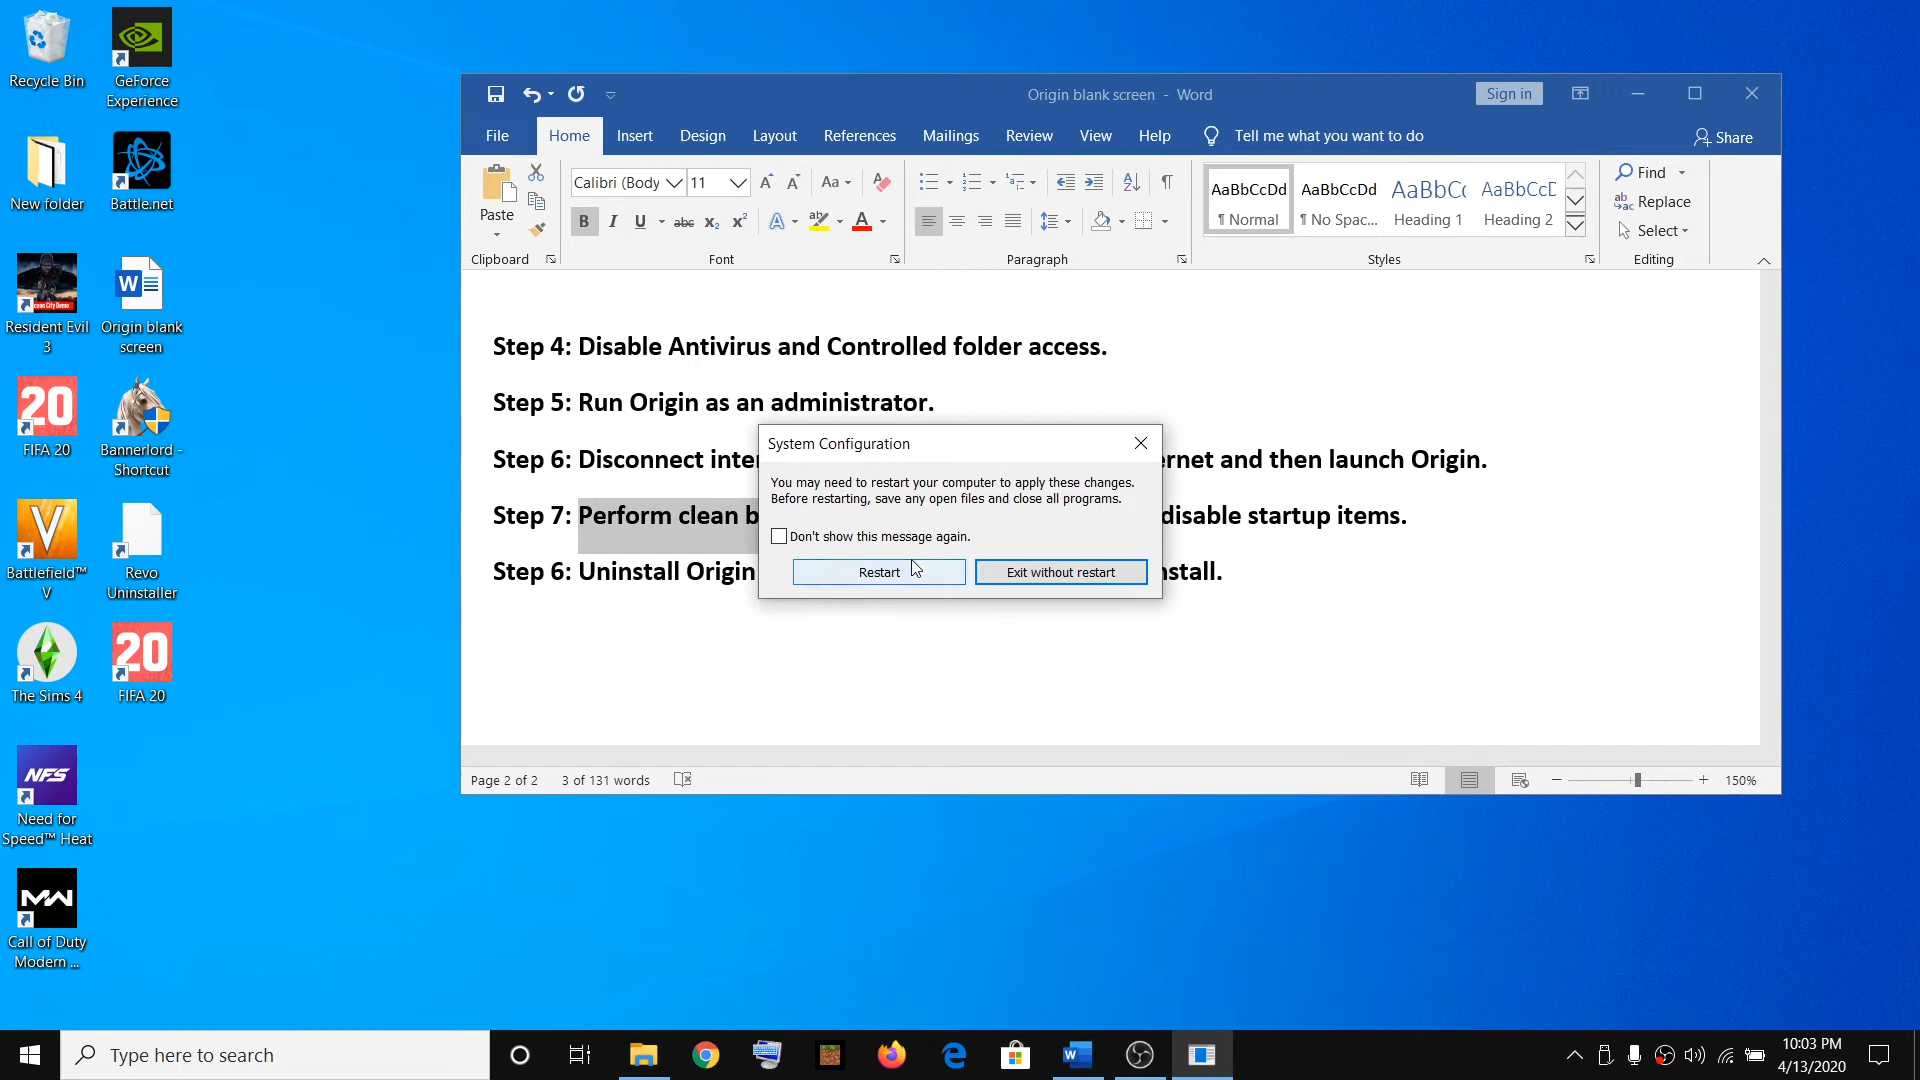 Recycle Bin
GeForce
Experience
New folder
Battle.net
Resident Evil
3
Origin blank
screen
FIFA 20
Bannerlord -
Shortcut
Battlefield™
V
Revo
Uninstaller
The Sims 4
FIFA 20
Need for
Speed™ Heat
Call of Duty
Modern ...
Origin blank screen - Word
Sign in
File Home Insert Design Layout References Mailings Review View Help Tell me what you want to do Share
Paste
Calibri (Body 11
AaBbCcDd AaBbCcDd AaBbCc AaBbCcD
¶ Normal ¶ No Spac... Heading 1 Heading 2
Find
Replace
Select
Clipboard Font Paragraph Styles Editing
Step 4: Disable Antivirus and Controlled folder access.
Step 5: Run Origin as an administrator.
Step 6: Disconnect inter
ernet and then launch Origin.
Step 7: Perform clean b
disable startup items.
Step 6: Uninstall Origin
nstall.
System Configuration
You may need to restart your computer to apply these changes.
Before restarting, save any open files and close all programs.
Don't show this message again.
Restart Exit without restart
Page 2 of 2 3 of 131 words 150%
Type here to search
10:03 PM
4/13/2020